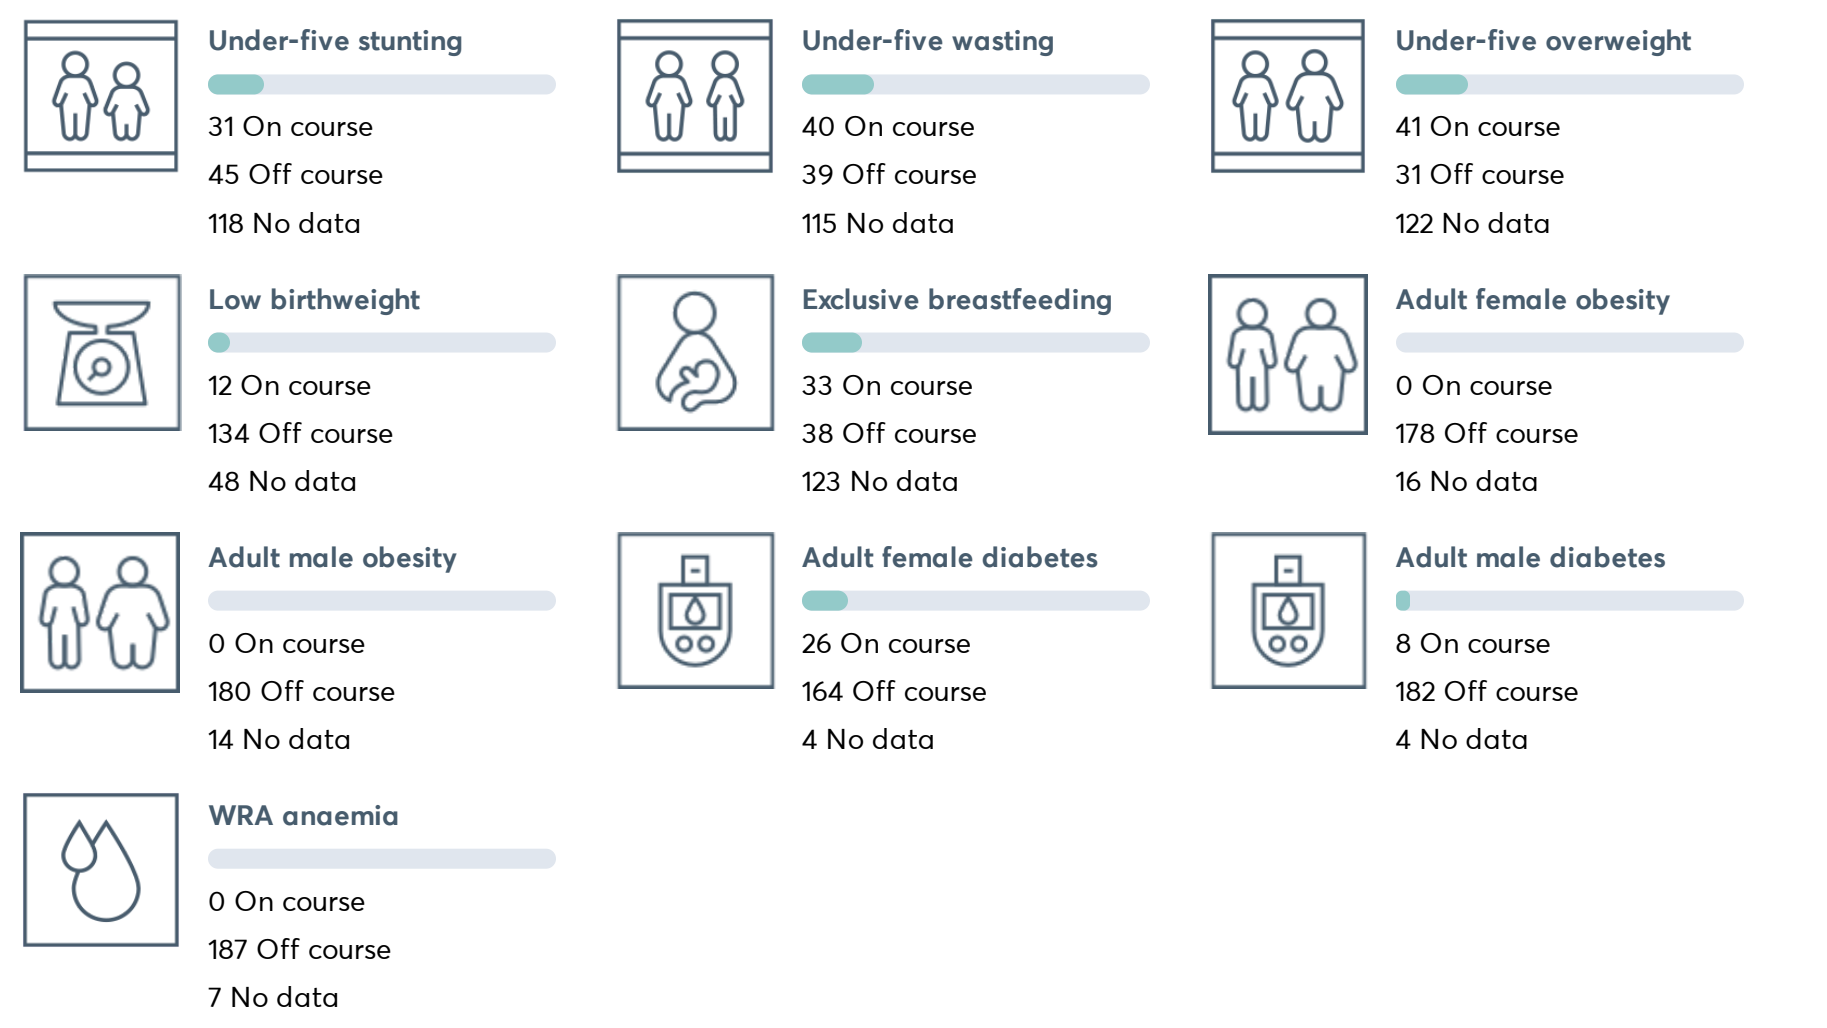 Under-five stunting
31 On course
45 Off course
118 No data
Under-five wasting
40 On course
39 Off course
115 No data
Under-five overweight
41 On course
31 Off course
122 No data
Low birthweight
12 On course
134 Off course
48 No data
Exclusive breastfeeding
33 On course
38 Off course
123 No data
Adult female obesity
0 On course
178 Off course
16 No data
Adult male obesity
0 On course
180 Off course
14 No data
Adult female diabetes
26 On course
164 Off course
4 No data
Adult male diabetes
8 On course
182 Off course
4 No data
WRA anaemia
0 On course
187 Off course
7 No data